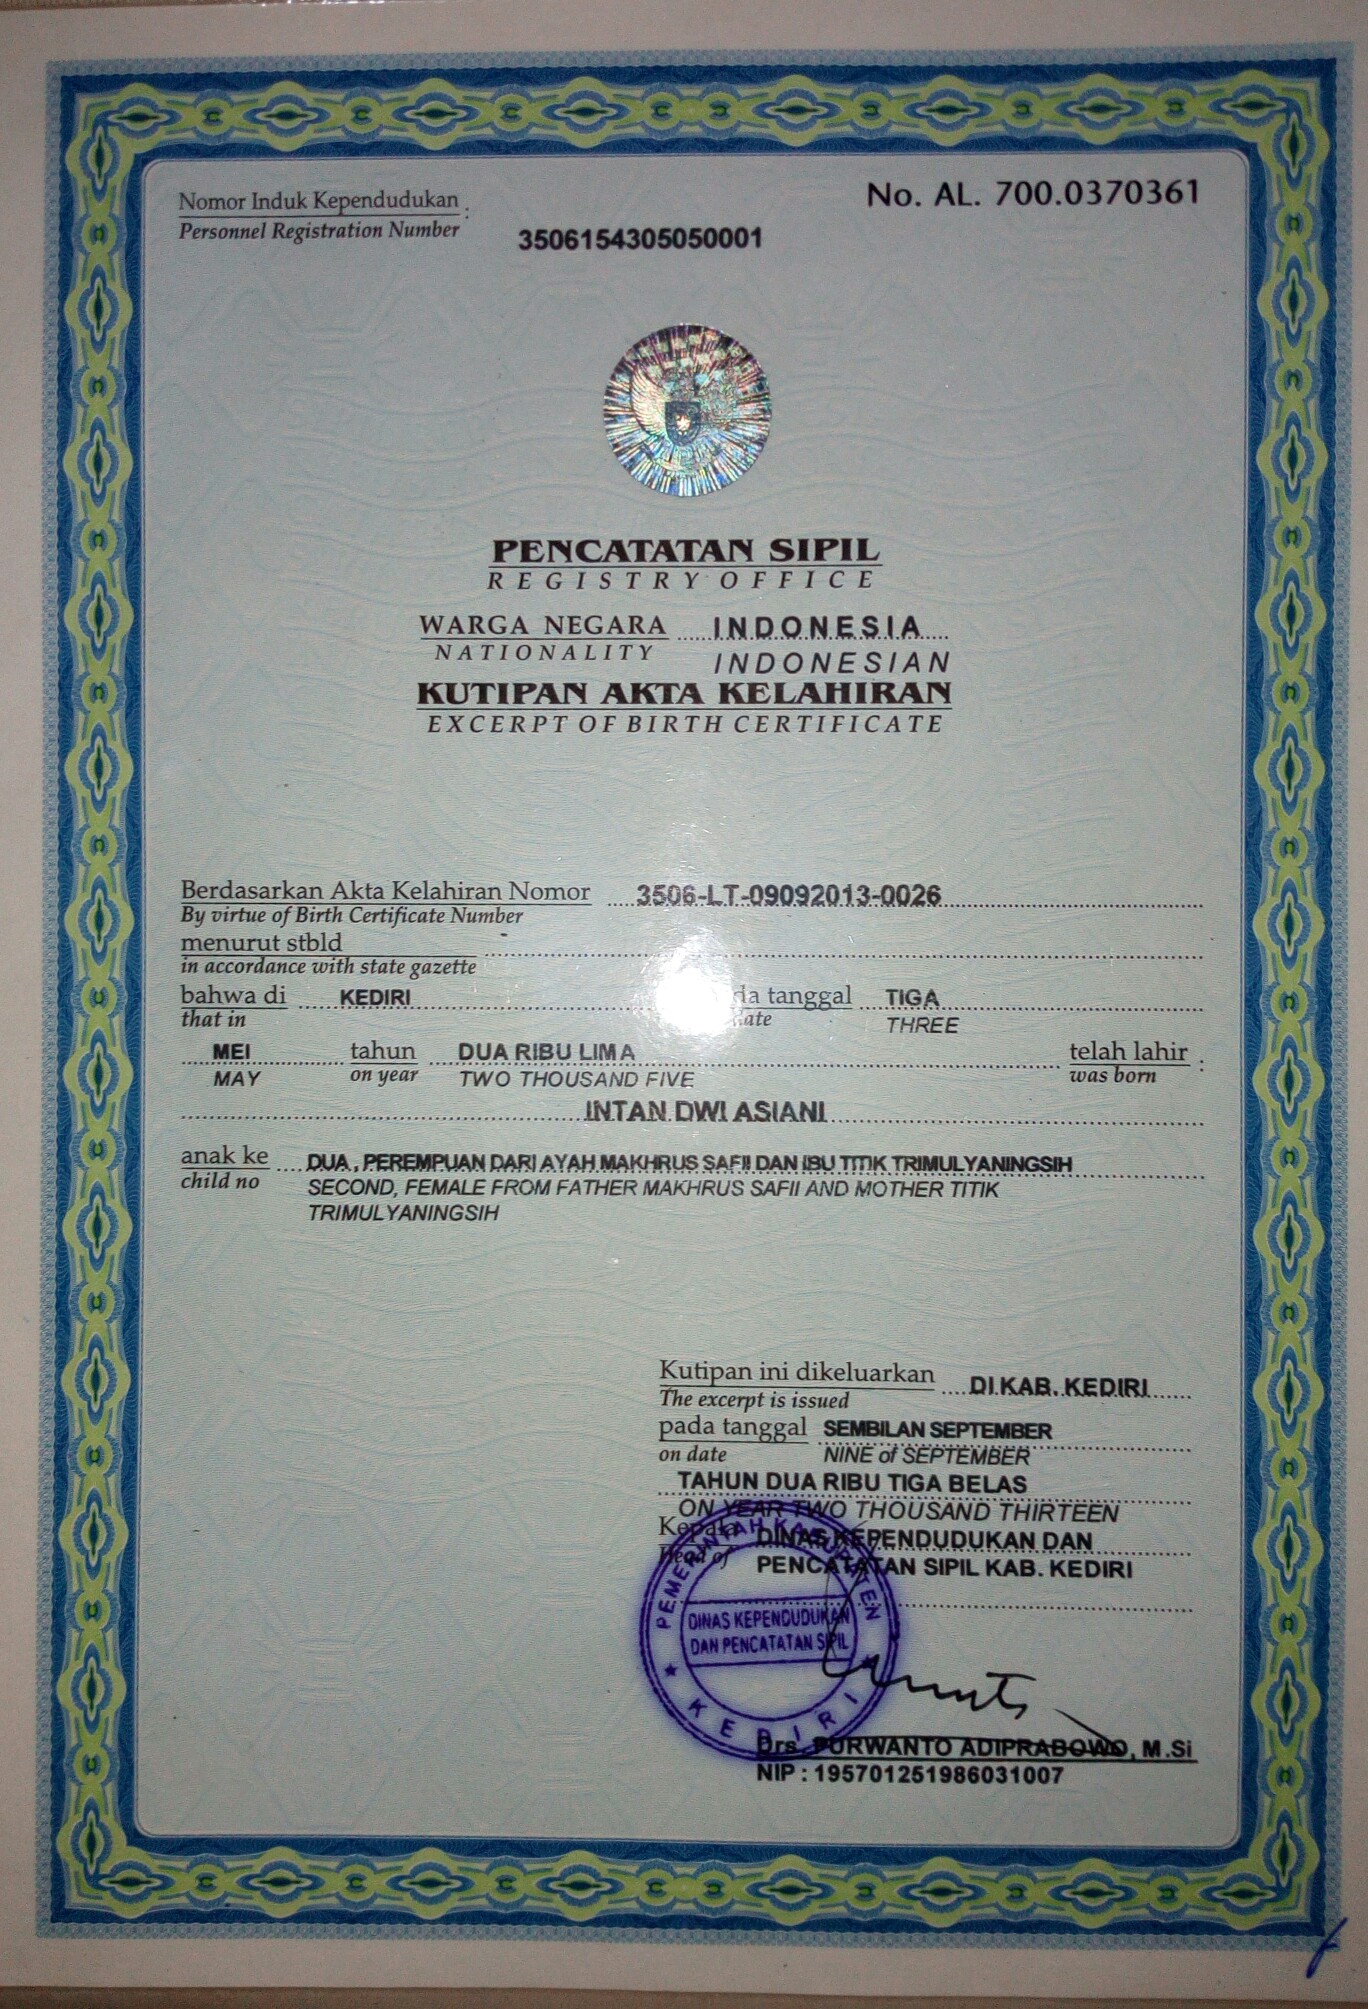 Nomor Induk Kependudukan :
Personnel Registration Number
3506154305050001
No. AL. 700.0370361
PENCATATAN SIPIL
REGISTRY OFFICE
WARGA NEGARA INDONESIA
NATIONALITY INDONESIAN
KUTIPAN AKTA KELAHIRAN
EXCERPT OF BIRTH CERTIFICATE
Berdasarkan Akta Kelahiran Nomor 3506-LT-09092013-0026
By virtue of Birth Certificate Number
menurut stbld -
in accordance with state gazette
bahwa di KEDIRI tanggal TIGA
that in THREE
MEI tahun DUA RIBU LIMA telah lahir :
MAY on year TWO THOUSAND FIVE was born
INTAN DWI ASIANI
anak ke DUA, PEREMPUAN DARI AYAH MAKHRUS SAFII DAN IBU TITIK TRIMULYANINGSIH
child no SECOND, FEMALE FROM FATHER MAKHRUS SAFII AND MOTHER TITIK
TRIMULYANINGSIH
Kutipan ini dikeluarkan DI KAB. KEDIRI
The excerpt is issued
pada tanggal SEMBILAN SEPTEMBER
on date NINE of SEPTEMBER
TAHUN DUA RIBU TIGA BELAS
ON YEAR TWO THOUSAND THIRTEEN
Kepala DINAS KEPENDUDUKAN DAN
Head of PENCATATAN SIPIL KAB. KEDIRI
PEMERINTAH KABUPATEN
DINAS KEPENDUDUKAN
DAN PENCATATAN SIPIL
KEDIRI
Drs. PURWANTO ADIPRABOWO, M.Si
NIP : 195701251986031007